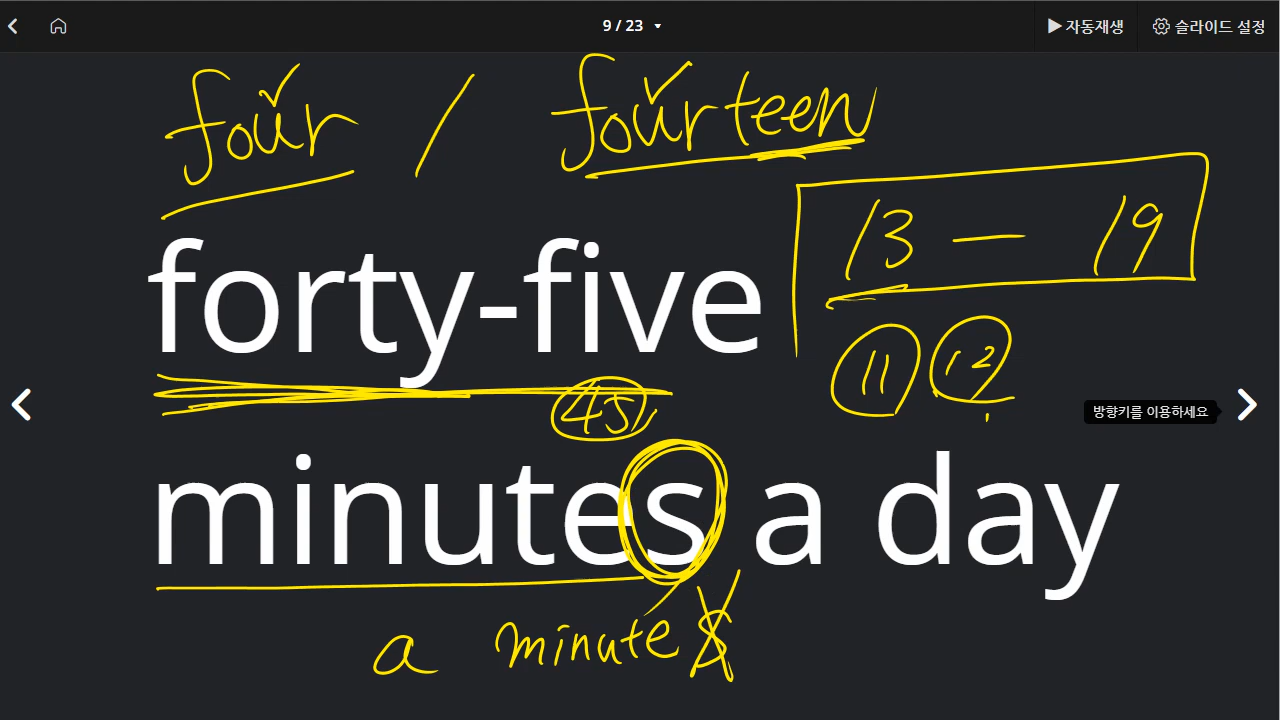 9 / 23
자동재생
슬라이드 설정
four / fourteen
13 — 19
forty-five
11 12
45
방향키를 이용하세요
minutes a day
a minutes